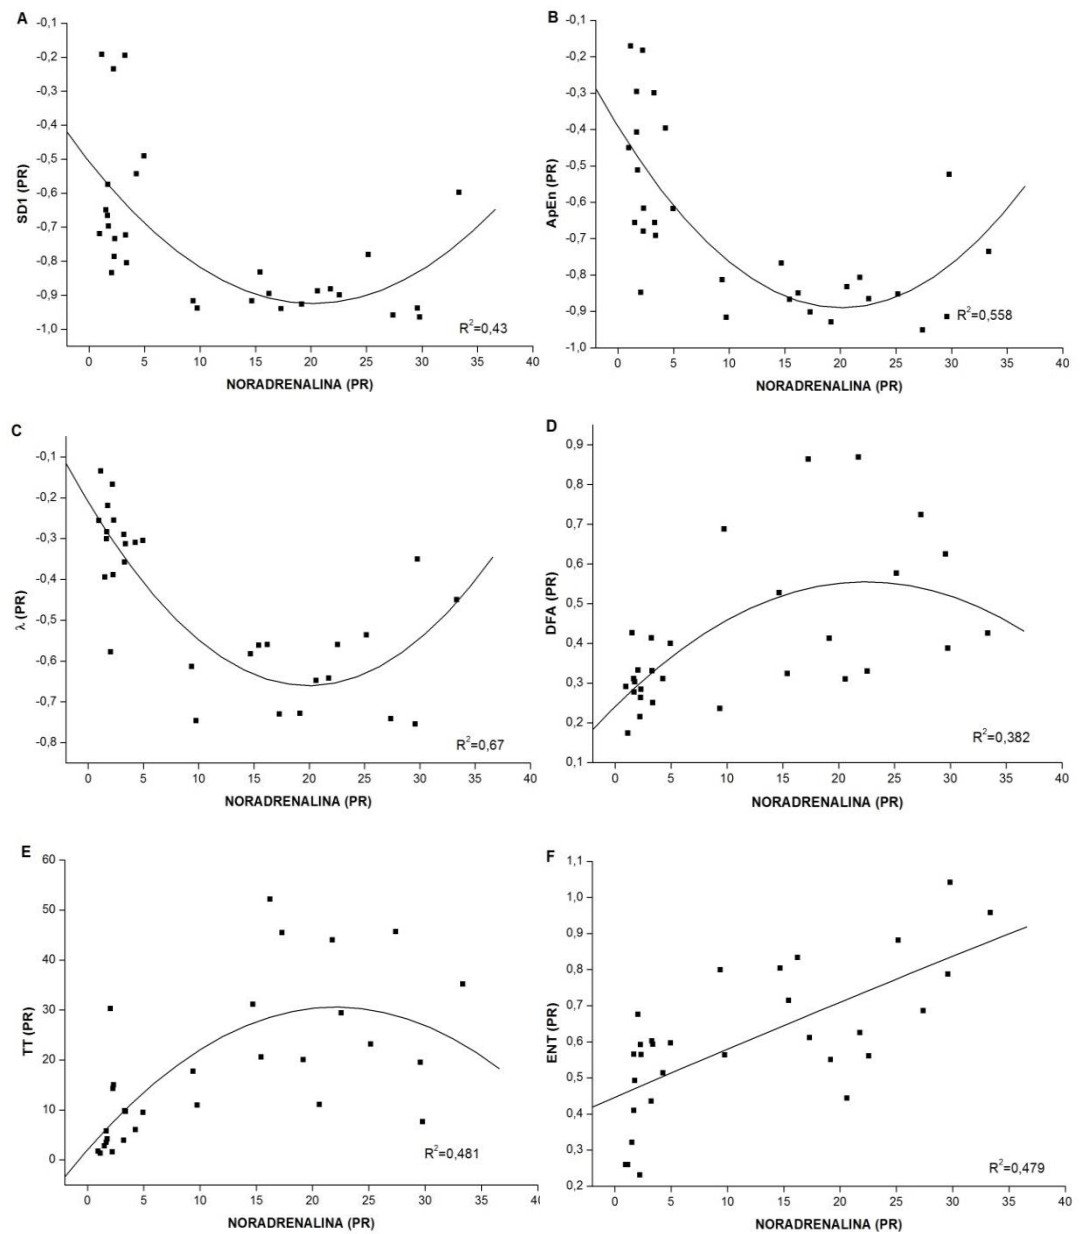 A
-0,1
-0,2
-0,3
-0,4
-0,5
-0,6
-0,7
-0,8
-0,9
-1,0
SD1 (PR)
R²=0,43
0 5 10 15 20 25 30 35 40
NORADRENALINA (PR)
B
-0,1
-0,2
-0,3
-0,4
-0,5
-0,6
-0,7
-0,8
-0,9
-1,0
ApEn (PR)
R²=0,558
0 5 10 15 20 25 30 35 40
NORADRENALINA (PR)
C
-0,1
-0,2
-0,3
-0,4
-0,5
-0,6
-0,7
-0,8
λ (PR)
R²=0,67
0 5 10 15 20 25 30 35 40
NORADRENALINA (PR)
D
0,9
0,8
0,7
0,6
0,5
0,4
0,3
0,2
0,1
DFA (PR)
R²=0,382
0 5 10 15 20 25 30 35 40
NORADRENALINA (PR)
E
60
50
40
30
20
10
0
TT (PR)
R²=0,481
0 5 10 15 20 25 30 35 40
NORADRENALINA (PR)
F
1,1
1,0
0,9
0,8
0,7
0,6
0,5
0,4
0,3
0,2
ENT (PR)
R²=0,479
0 5 10 15 20 25 30 35 40
NORADRENALINA (PR)